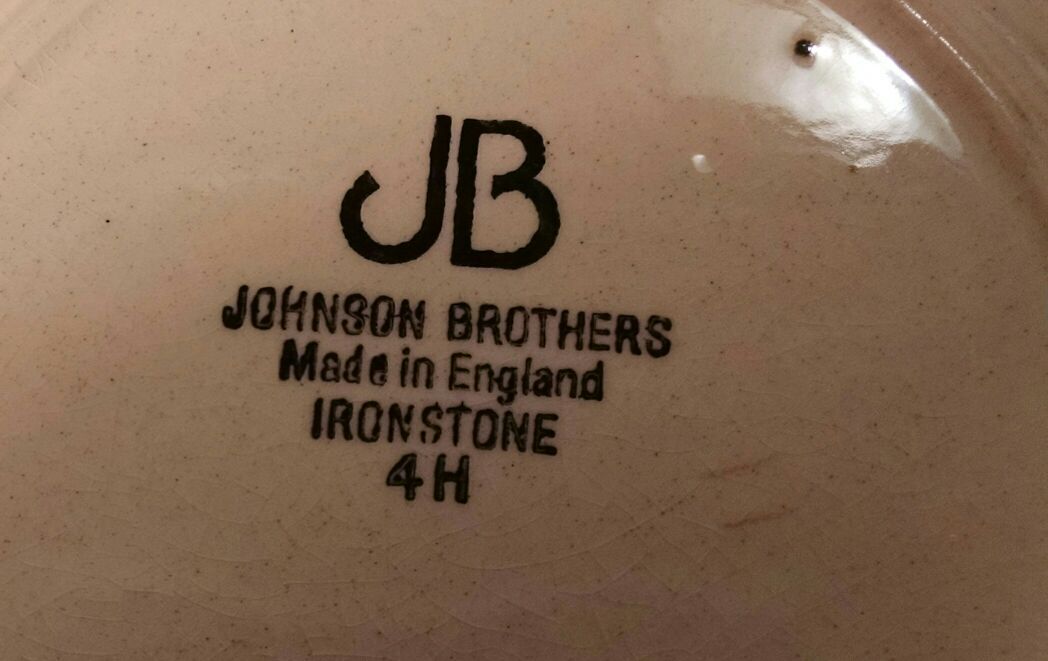 JB
JOHNSON BROTHERS
Made in England
IRONSTONE
4H